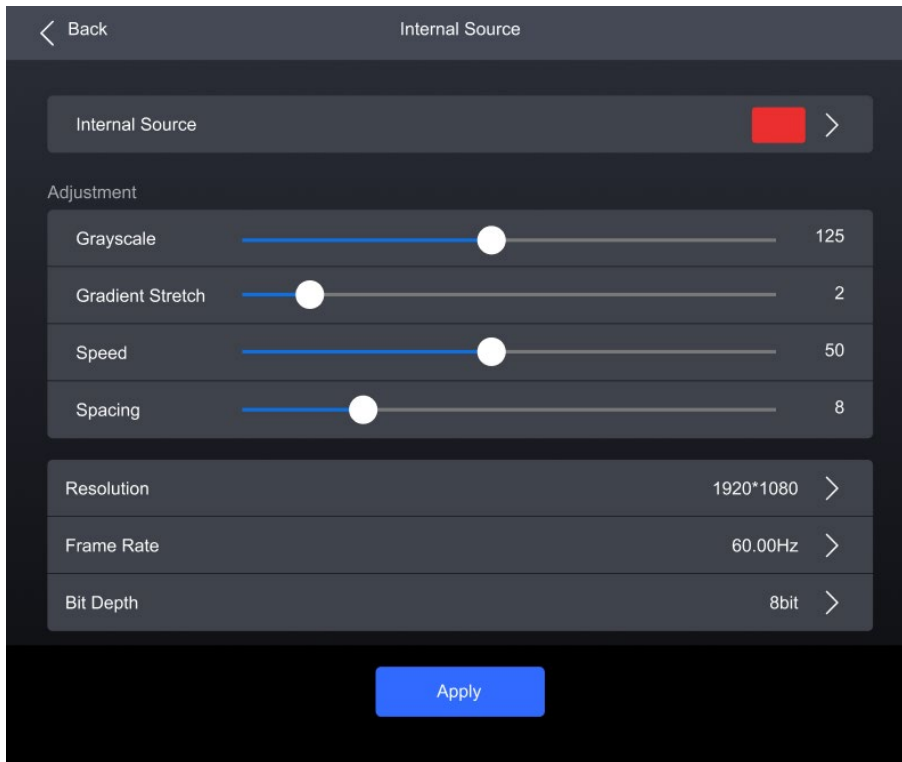 Back
Internal Source
Internal Source
Adjustment
Grayscale 125
Gradient Stretch 2
Speed 50
Spacing 8
Resolution 1920*1080
Frame Rate 60.00Hz
Bit Depth 8bit
Apply